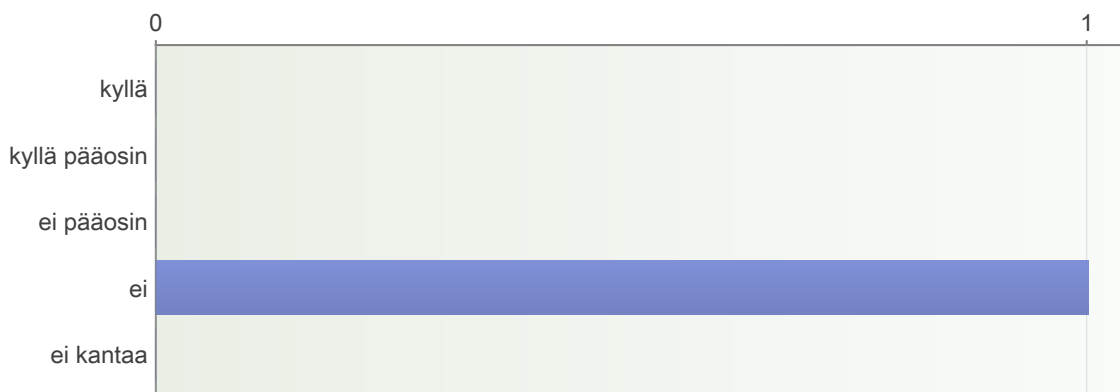 0 1
kyllä
kyllä pääosin
ei pääosin
ei
ei kantaa